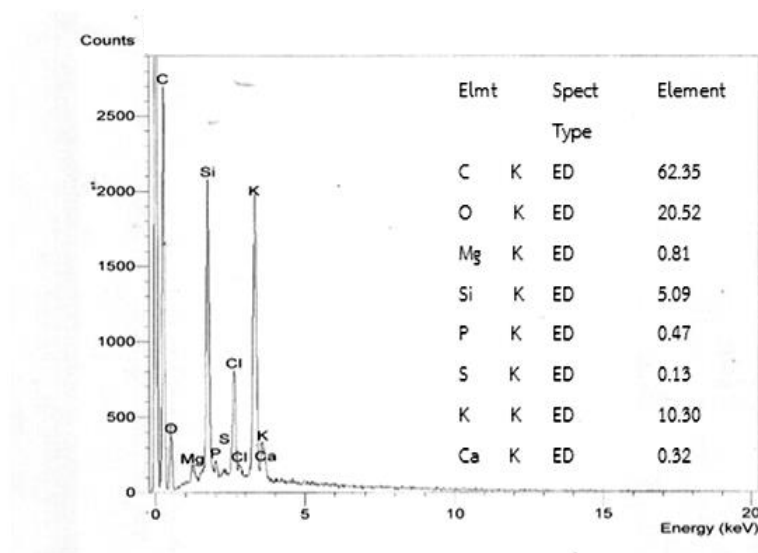 Counts
Elmt Spect Element
Type
C K ED 62.35
O K ED 20.52
Mg K ED 0.81
Si K ED 5.09
P K ED 0.47
S K ED 0.13
K K ED 10.30
Ca K ED 0.32
C
Si
K
Cl
O
Mg
P
S
Cl
K
Ca
2500
2000
1500
1000
500
0
0 5 10 15 20
Energy (keV)